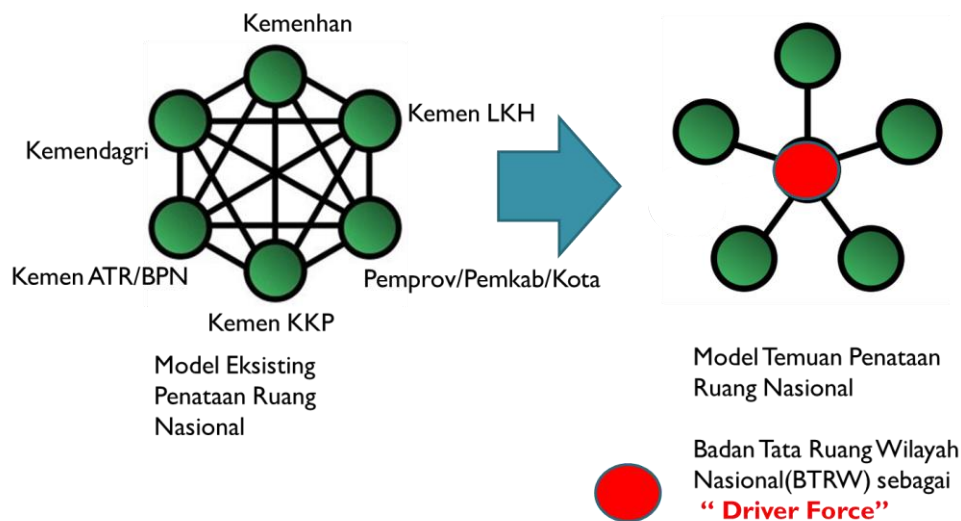 Kemenhan
Kemen LKH
Kemendagri
Kemen ATR/BPN
Pemprov/Pemkab/Kota
Kemen KKP
Model Eksisting
Penataan Ruang
Nasional
Model Temuan Penataan
Ruang Nasional
Badan Tata Ruang Wilayah
Nasional(BTRW) sebagai
“ Driver Force”